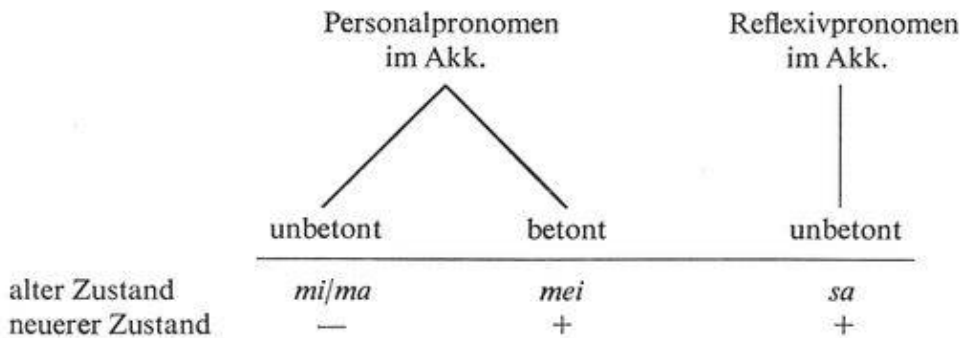 Personalpronomen Reflexivpronomen
im Akk. im Akk.
unbetont betont unbetont
alter Zustand mi/ma mei sa
neuerer Zustand — + +